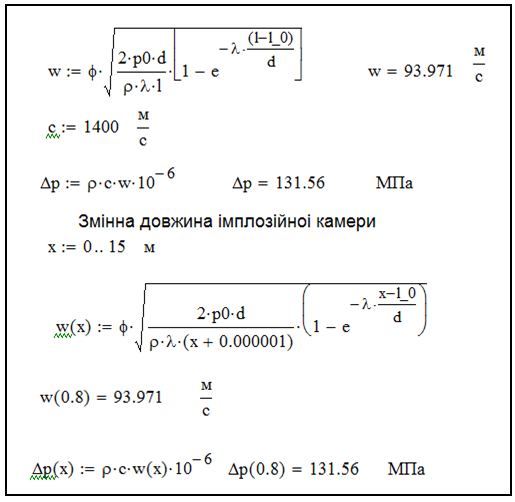 w := ϕ·√(2·p0·d/(ρ·λ·l)·[1 − e^(−λ·(l−l_0)/d)]) w = 93.971 м/с
c := 1400 м/с
Δp := ρ·c·w·10^−6 Δp = 131.56 МПа
Змінна довжина імплозійноі камери
x := 0.. 15 м
w(x) := ϕ·√(2·p0·d/(ρ·λ·(x + 0.000001))·(1 − e^(−λ·(x−l_0)/d)))
w(0.8) = 93.971 м/с
Δp(x) := ρ·c·w(x)·10^−6 Δp(0.8) = 131.56 МПа